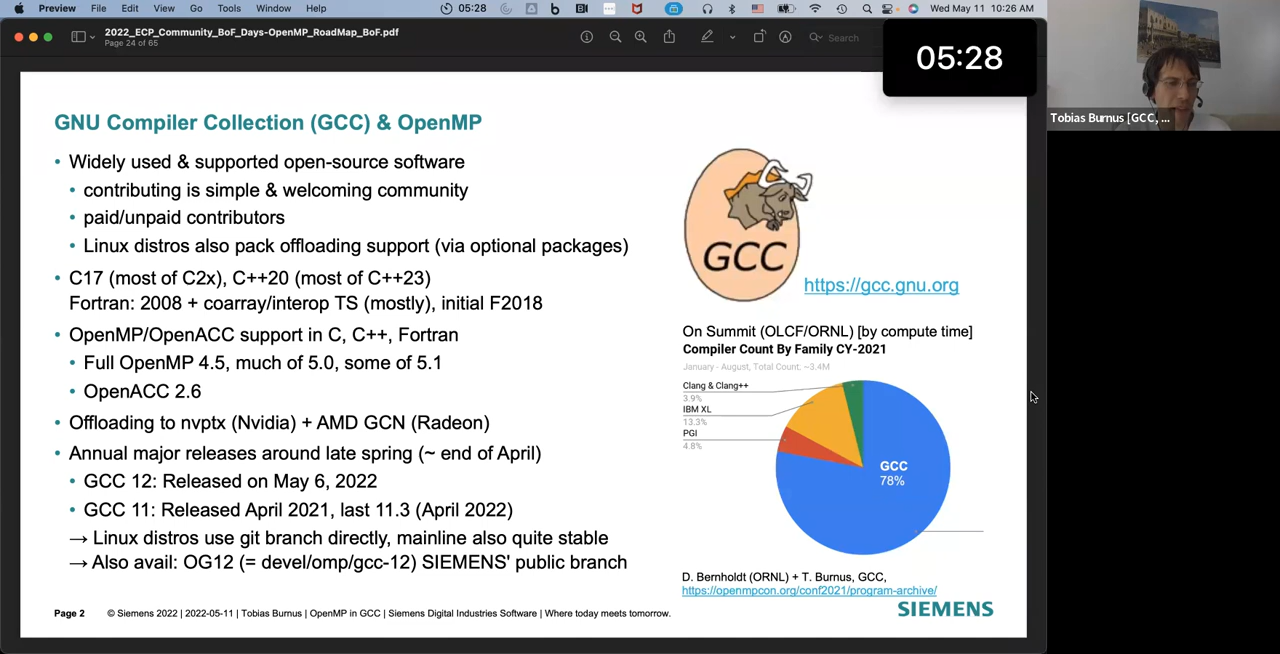 Preview File Edit View Go Tools Window Help 05:28 Wed May 11 10:26 AM
2022_ECP_Community_BoF_Days-OpenMP_RoadMap_BoF.pdf
Page 24 of 65
Search
05:28
Tobias Burnus [GCC, ...
GNU Compiler Collection (GCC) & OpenMP
• Widely used & supported open-source software
• contributing is simple & welcoming community
• paid/unpaid contributors
• Linux distros also pack offloading support (via optional packages)
• C17 (most of C2x), C++20 (most of C++23)
Fortran: 2008 + coarray/interop TS (mostly), initial F2018
• OpenMP/OpenACC support in C, C++, Fortran
• Full OpenMP 4.5, much of 5.0, some of 5.1
• OpenACC 2.6
• Offloading to nvptx (Nvidia) + AMD GCN (Radeon)
• Annual major releases around late spring (~ end of April)
• GCC 12: Released on May 6, 2022
• GCC 11: Released April 2021, last 11.3 (April 2022)
→ Linux distros use git branch directly, mainline also quite stable
→ Also avail: OG12 (= devel/omp/gcc-12) SIEMENS' public branch
GCC
https://gcc.gnu.org
On Summit (OLCF/ORNL) [by compute time]
Compiler Count By Family CY-2021
January - August, Total Count: ~3.4M
Clang & Clang++
3.9%
IBM XL
13.3%
PGI
4.8%
GCC
78%
D. Bernholdt (ORNL) + T. Burnus, GCC,
https://openmpcon.org/conf2021/program-archive/
SIEMENS
Page 2 © Siemens 2022 | 2022-05-11 | Tobias Burnus | OpenMP in GCC | Siemens Digital Industries Software | Where today meets tomorrow.